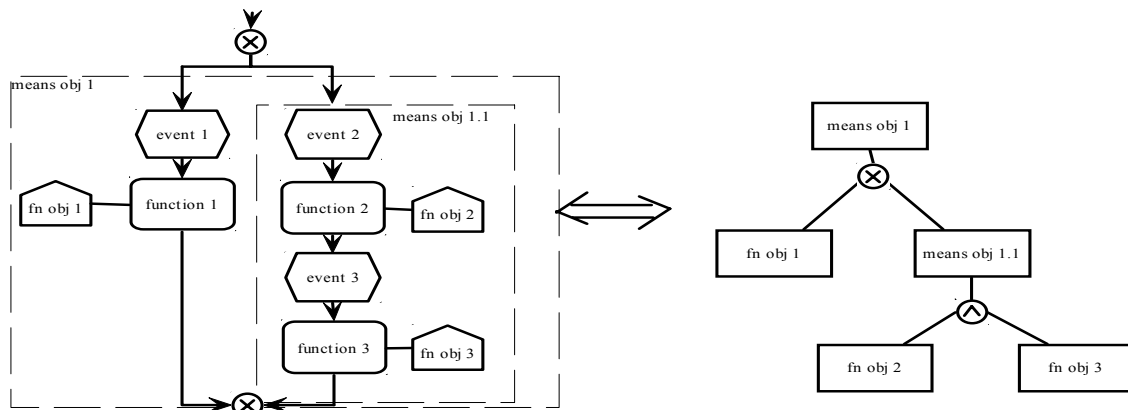 means obj 1
means obj 1.1
event 1
event 2
fn obj 1
function 1
function 2
fn obj 2
event 3
function 3
fn obj 3
means obj 1
fn obj 1
means obj 1.1
fn obj 2
fn obj 3